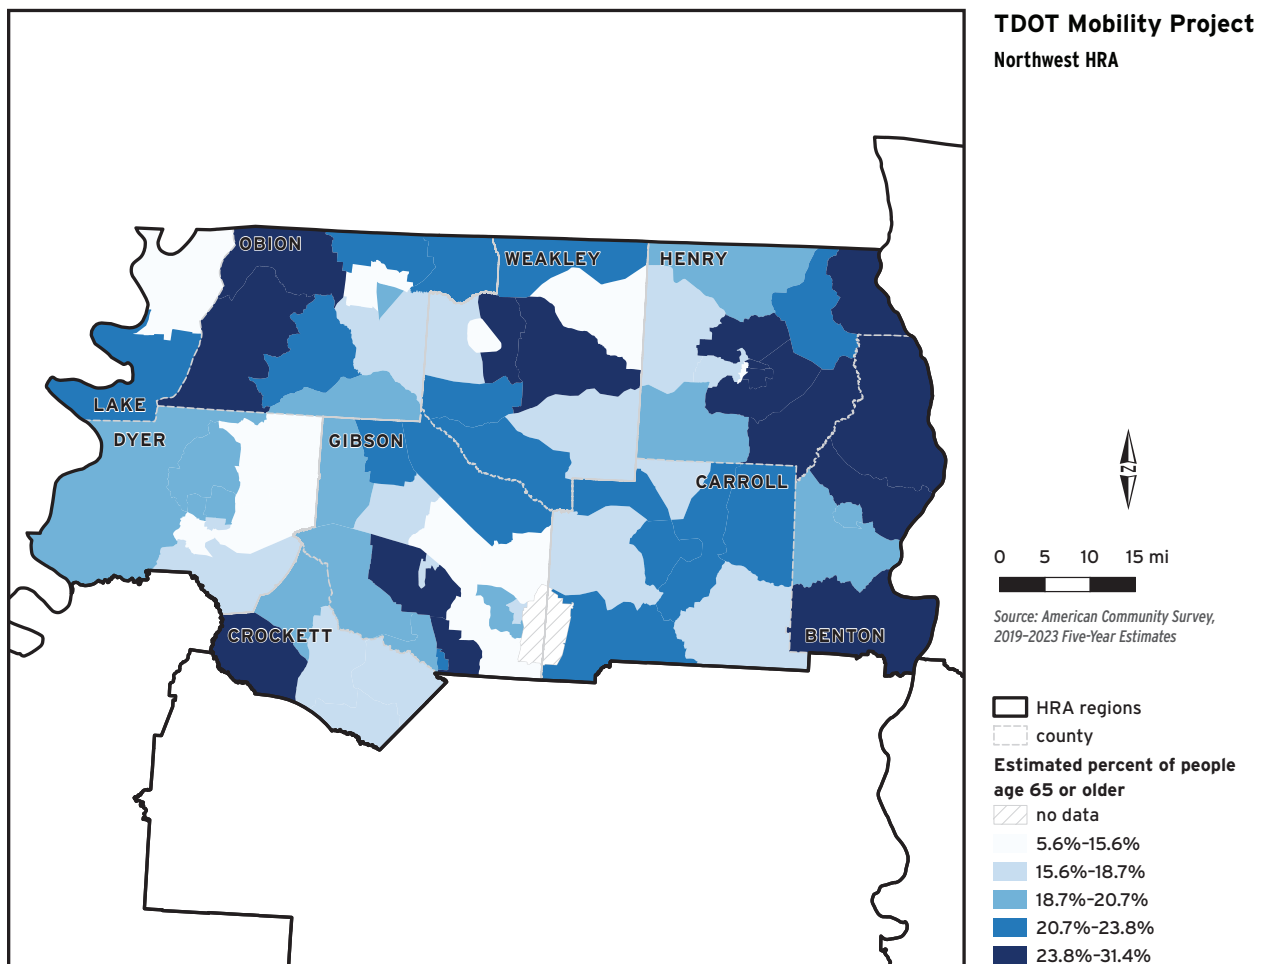 TDOT Mobility Project
Northwest HRA
OBION
WEAKLEY
HENRY
LAKE
DYER
GIBSON
CARROLL
CROCKETT
BENTON
N
0 5 10 15 mi
Source: American Community Survey,
2019–2023 Five-Year Estimates
HRA regions
county
Estimated percent of people
age 65 or older
no data
5.6%–15.6%
15.6%–18.7%
18.7%–20.7%
20.7%–23.8%
23.8%–31.4%